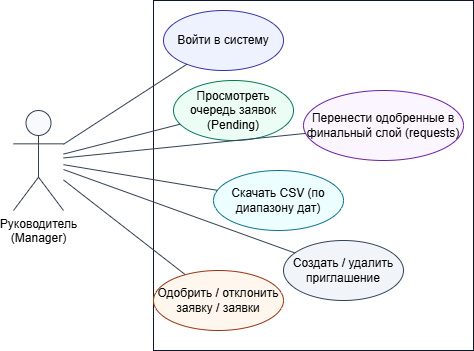 Войти в систему
Просмотреть
очередь заявок
(Pending)
Перенести одобренные в
финальный слой (requests)
Скачать CSV (по
диапазону дат)
Руководитель
(Manager)
Создать / удалить
приглашение
Одобрить / отклонить
заявку / заявки